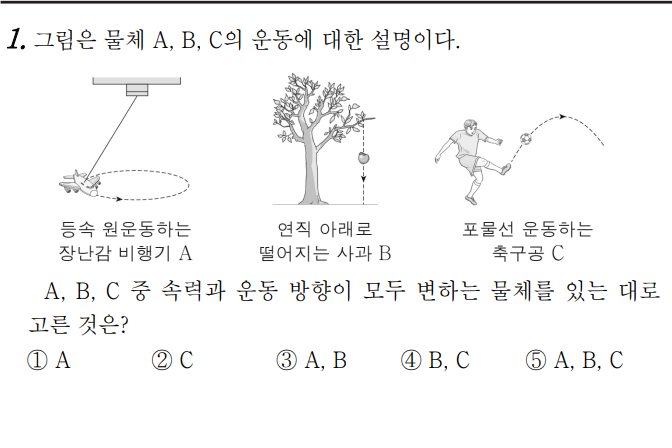 1. 그림은 물체 A, B, C의 운동에 대한 설명이다.
등속 원운동하는
장난감 비행기 A
연직 아래로
떨어지는 사과 B
포물선 운동하는
축구공 C
A, B, C 중 속력과 운동 방향이 모두 변하는 물체를 있는 대로
고른 것은?
① A ② C ③ A, B ④ B, C ⑤ A, B, C